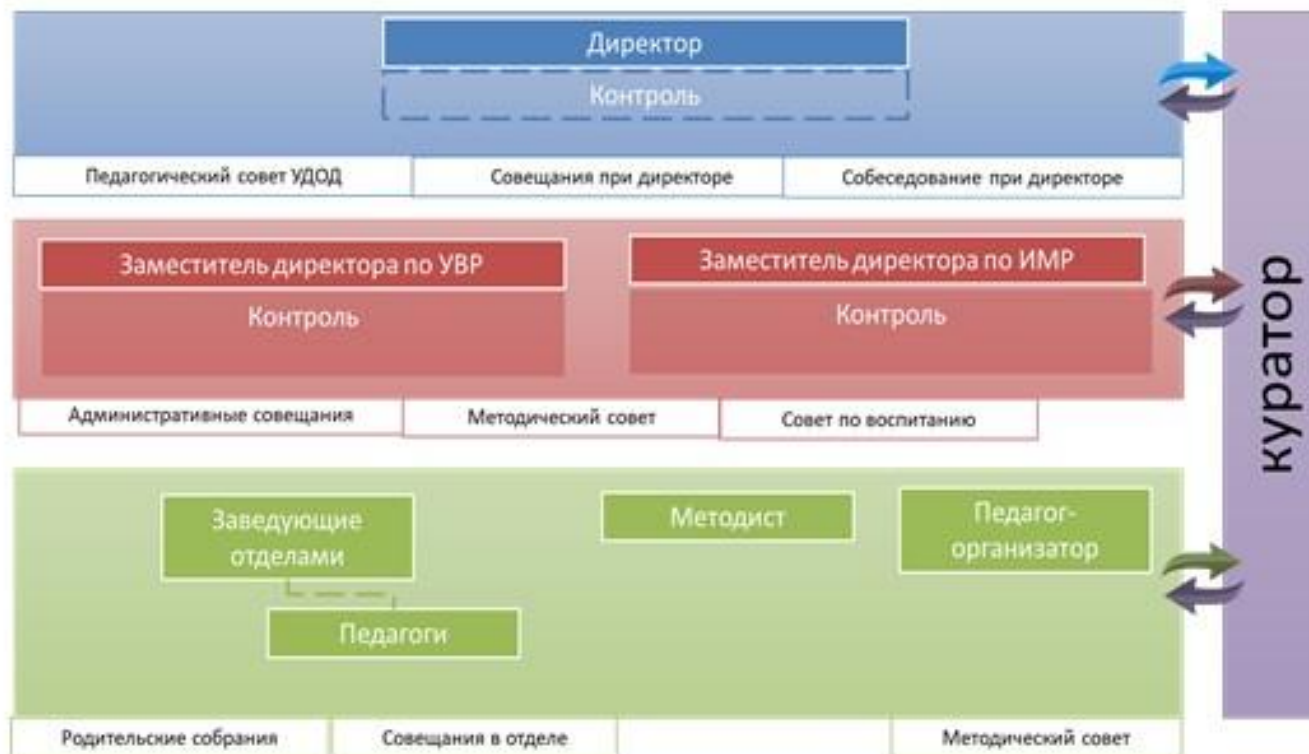 Директор
Контроль
Педагогический совет УДОД
Совещания при директоре
Собеседование при директоре
Заместитель директора по УВР
Контроль
Заместитель директора по ИМР
Контроль
Административные совещания
Методический совет
Совет по воспитанию
Заведующие
отделами
Педагоги
Методист
Педагог-
организатор
Родительские собрания
Совещания в отделе
Методический совет
куратор